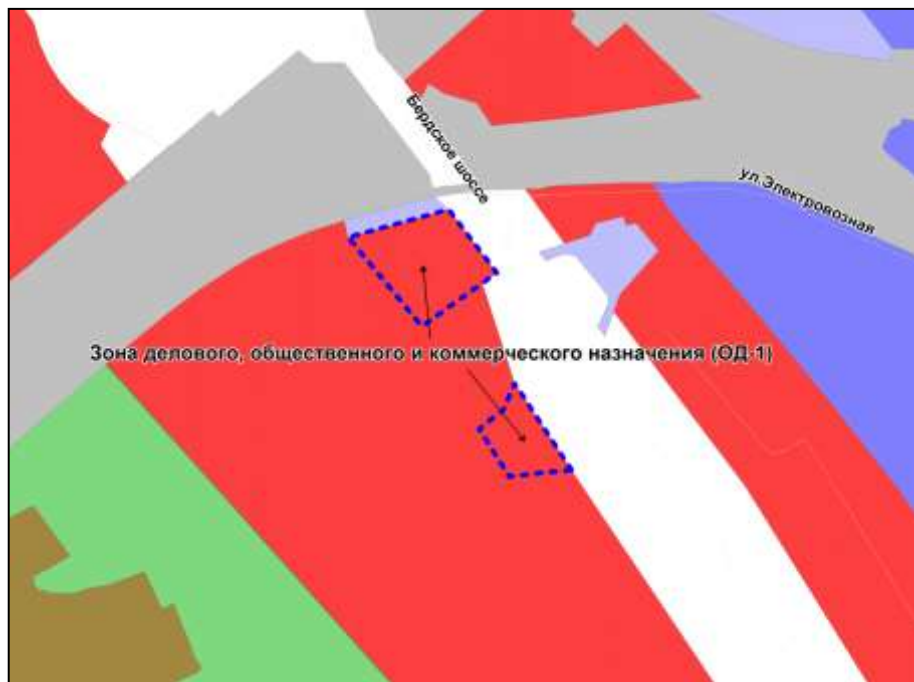 Бердское шоссе
ул.Электровозная
Зона делового, общественного и коммерческого назначения (ОД-1)